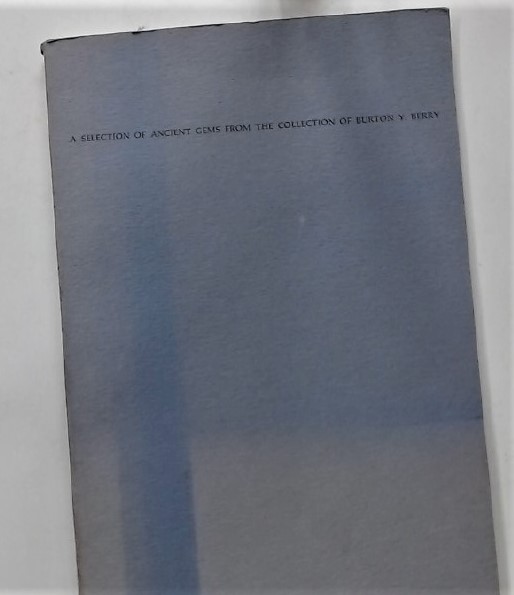 A SELECTION OF ANCIENT GEMS FROM THE COLLECTION OF BURTON Y. BERRY